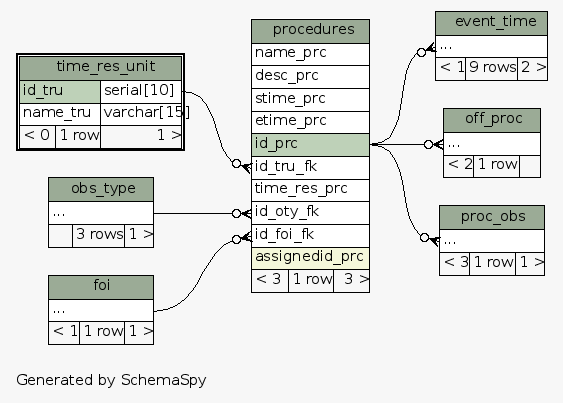 time_res_unit
id_tru serial[10]
name_tru varchar[15]
< 0 1 row 1 >
obs_type
...
3 rows 1 >
foi
...
< 1 1 row 1 >
procedures
name_prc
desc_prc
stime_prc
etime_prc
id_prc
id_tru_fk
time_res_prc
id_oty_fk
id_foi_fk
assignedid_prc
< 3 1 row 3 >
event_time
...
< 1 9 rows 2 >
off_proc
...
< 2 1 row
proc_obs
...
< 3 1 row 1 >
Generated by SchemaSpy